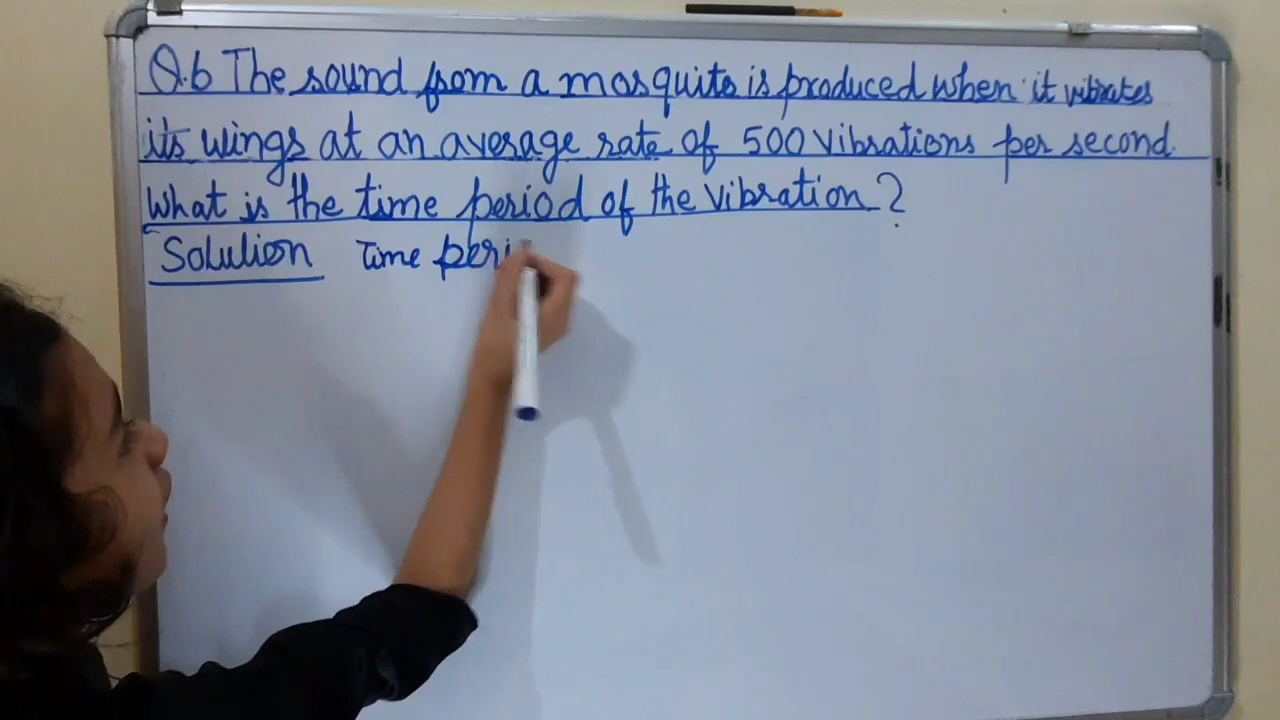 Q.6 The sound from a mosquito is produced when it vibrates
its wings at an average rate of 500 vibrations per second.
What is the time period of the vibration?
Solution Time peri